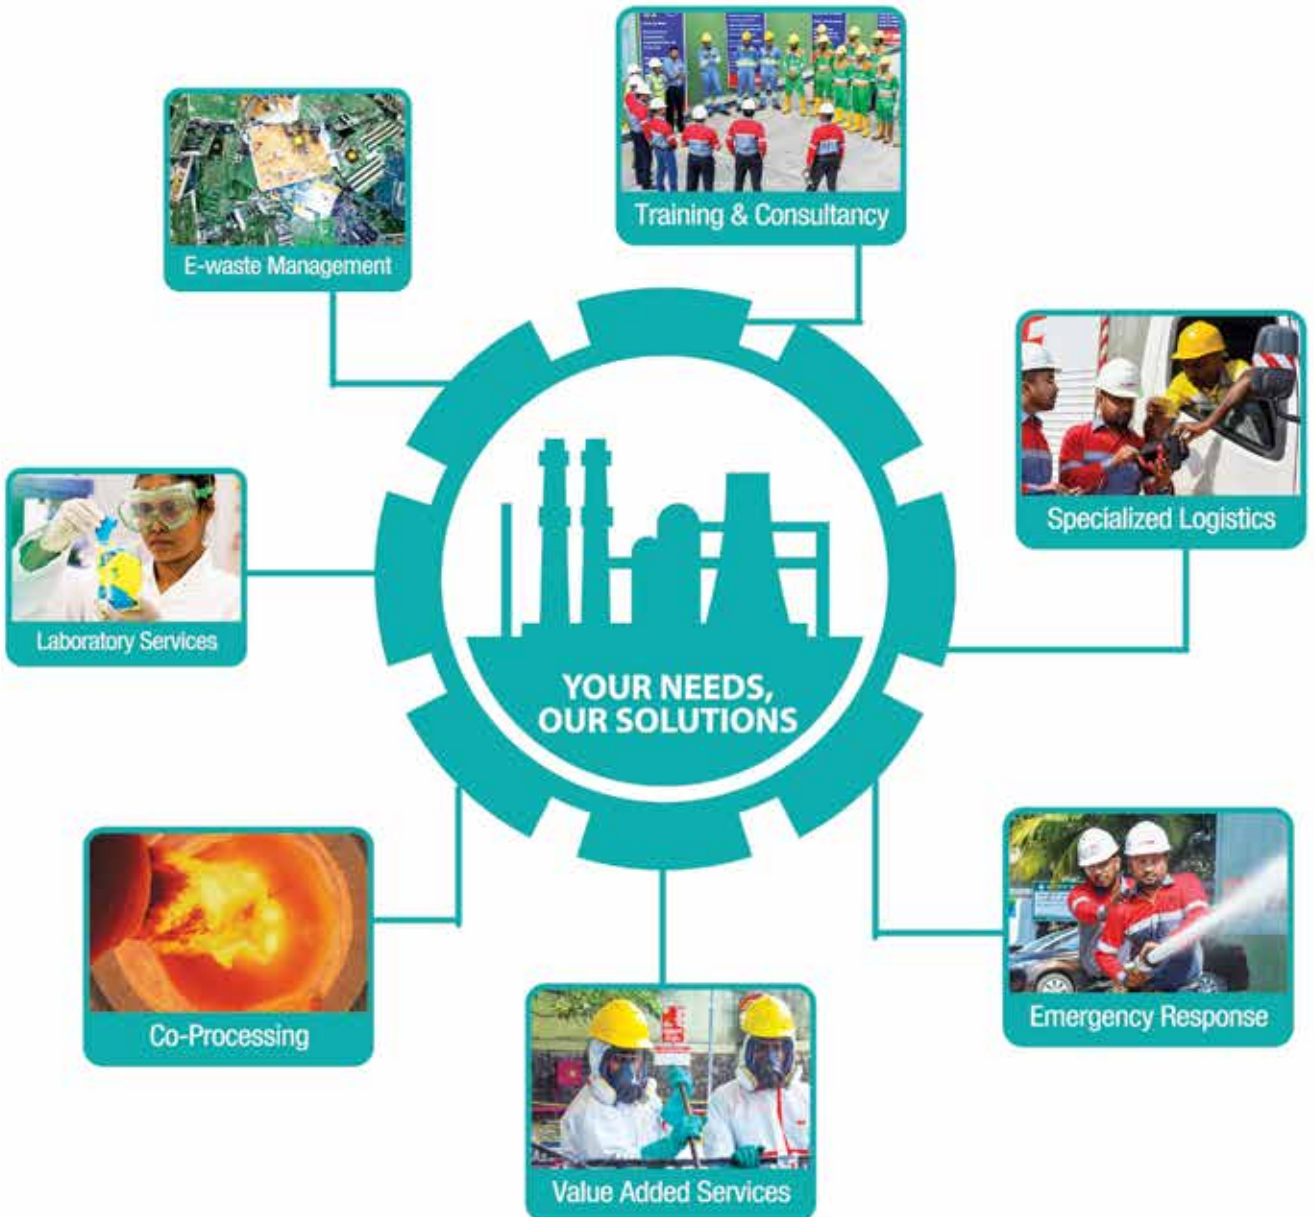 Training & Consultancy
E-waste Management
Specialized Logistics
Laboratory Services
YOUR NEEDS,
OUR SOLUTIONS
Emergency Response
Co-Processing
Value Added Services